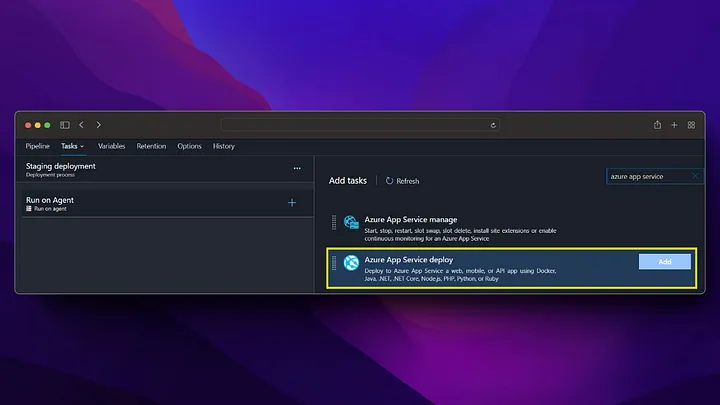 Pipeline Tasks Variables Retention Options History
Staging deployment
Deployment process
Run on Agent
Run on agent
Add tasks Refresh
azure app service
Azure App Service manage
Start, stop, restart, slot swap, slot delete, install site extensions or enable
continuous monitoring for an Azure App Service
Azure App Service deploy
Add
Deploy to Azure App Service a web, mobile, or API app using Docker,
Java, .NET, .NET Core, Node.js, PHP, Python, or Ruby